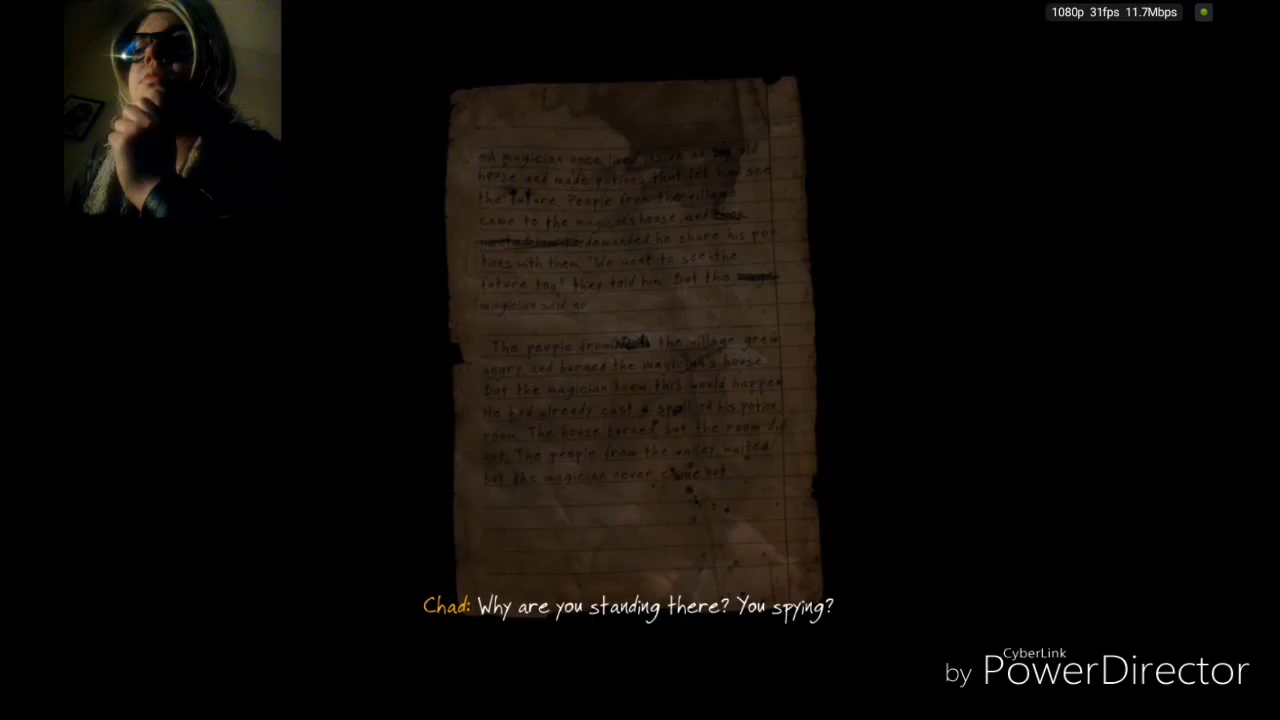 1080p 31fps 11.7Mbps
magician once an old
house and made potions that let him see
the future. People from the village
came to the magicians house and they
demanded he share his po-
tions with them "We want to see the
future too," they told him. But the
magician said no
The people from the village grew
angry and burned the magician's house
But the magician knew this would happen
He had already cast a spell on his potion
room. The house burned, but the room did
not. The people from the valley waited
but the magician never came out
Chad: Why are you standing there? You spying?
CyberLink
by PowerDirector